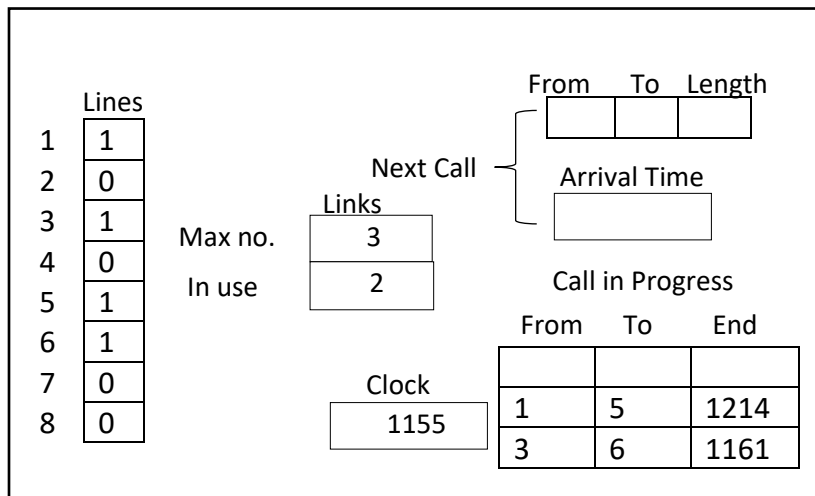 From To Length
Lines
1 1
2 0
3 1
4 0
5 1
6 1
7 0
8 0
Next Call
Arrival Time
Links
Max no. 3
In use 2
Call in Progress
From To End
1 5 1214
3 6 1161
Clock
1155